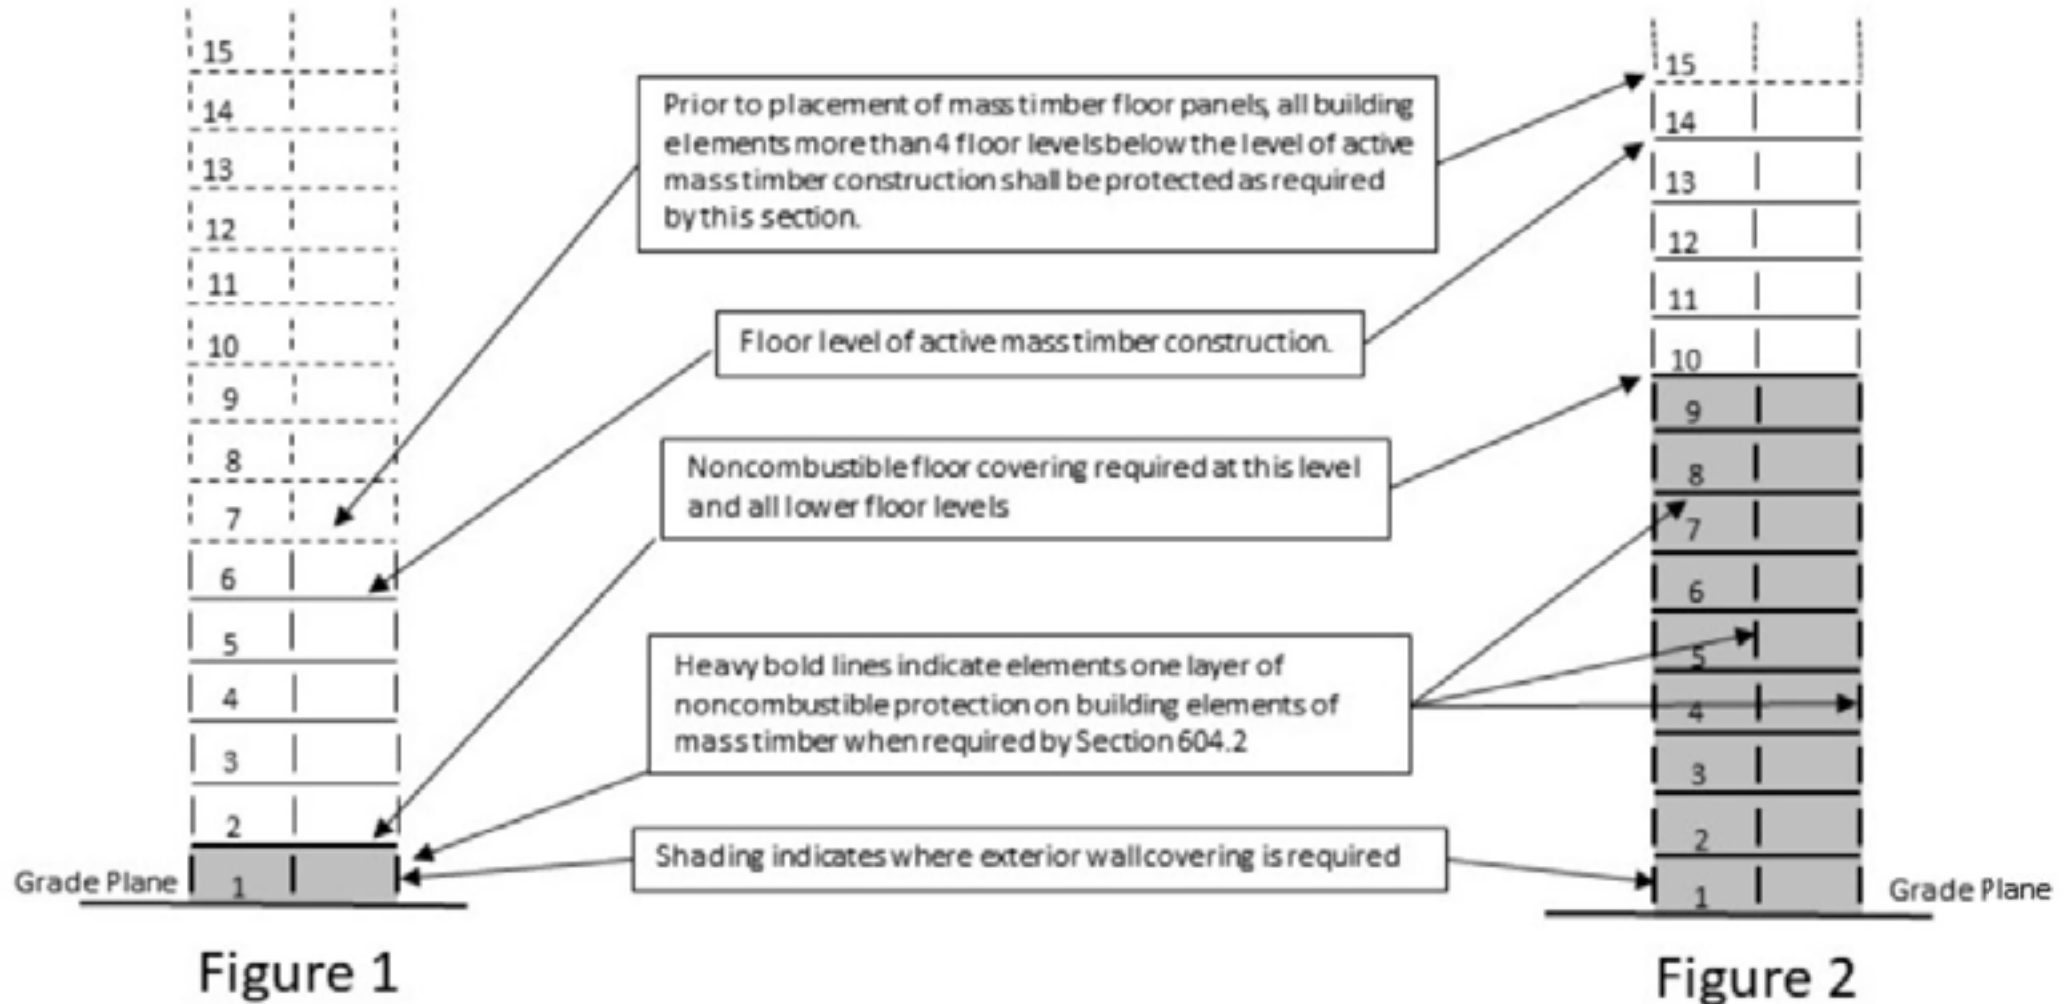 15
14
13
12
11
10
9
8
7
6
5
4
3
2
1
Grade Plane
Figure 1
Prior to placement of mass timber floor panels, all building
elements more than 4 floor levels below the level of active
mass timber construction shall be protected as required
by this section.
Floor level of active mass timber construction.
Noncombustible floor covering required at this level
and all lower floor levels
Heavy bold lines indicate elements one layer of
noncombustible protection on building elements of
mass timber when required by Section 604.2
Shading indicates where exterior wall covering is required
15
14
13
12
11
10
9
8
7
6
5
4
3
2
1
Grade Plane
Figure 2